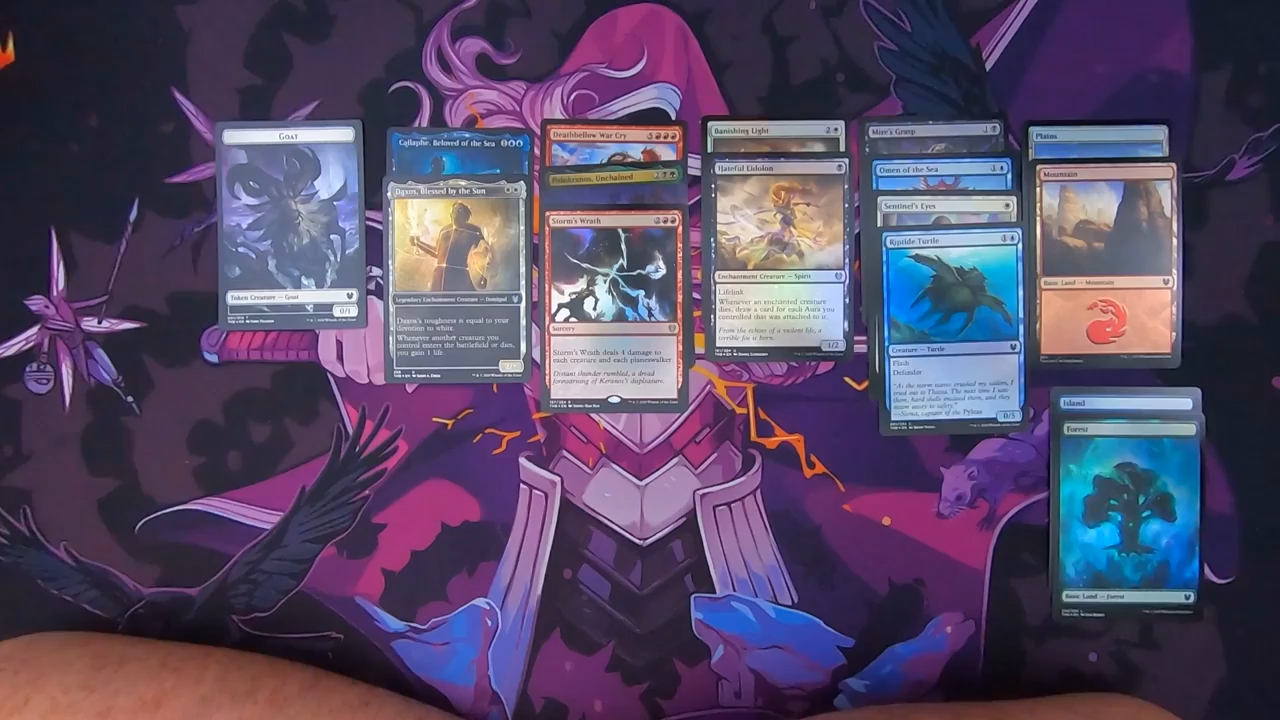 Goat
Token Creature — Goat
0/1
Callaphe, Beloved of the Sea
Daxos, Blessed by the Sun
Legendary Enchantment Creature — Demigod
Daxos's toughness is equal to your
devotion to white.
Whenever another creature you
control enters the battlefield or dies,
you gain 1 life.
Deathbellow War Cry
Polukranos, Unchained
Storm's Wrath
Sorcery
Storm's Wrath deals 4 damage to
each creature and each planeswalker.
Distant thunder rumbled, a dread
foreshadowing of Keranos's displeasure.
Banishing Light
Hateful Eidolon
Enchantment Creature — Spirit
Lifelink
Whenever an enchanted creature
dies, draw a card for each Aura you
controlled that was attached to it.
From the echoes of a violent life, a
1/2
Mire's Grasp
Omen of the Sea
Sentinel's Eyes
Riptide Turtle
Creature — Turtle
Flash
Defender
0/5
Plains
Mountain
Basic Land — Mountain
Island
Forest
Basic Land — Forest